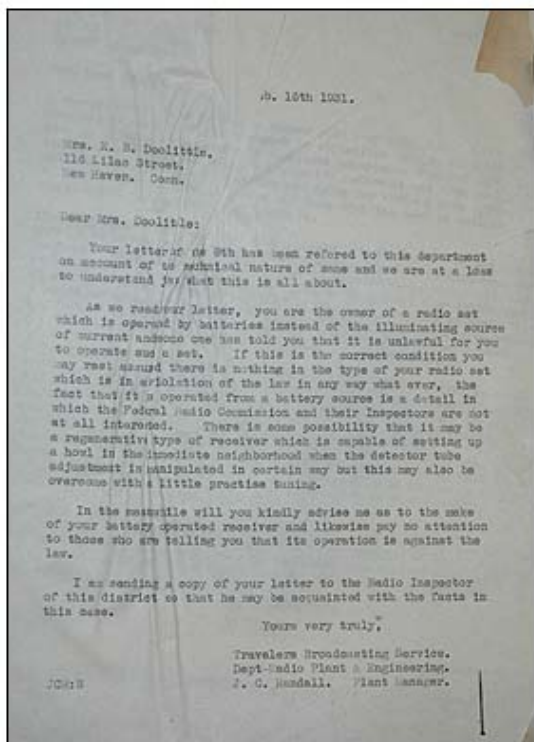 b. 16th 1931.
Mrs. E. B. Doolittle.
116 Lilac Street.
New Haven. Conn.
Dear Mrs. Doolitble:
Your letter of 9th has been refered to this department
on account of technical nature of same and we are at a loss
to understand what this is all about.
As we read your letter, you are the owner of a radio set
which is opered by batteries instead of the illuminating source
of current and some one has told you that it is unlawful for you
to operate a set. If this is the correct condition you
may rest there is nothing in the type of your radio set
which is in violation of the law in any way what ever, the
fact that it is operated from a battery source is a detail in
which the Federal Radio Commission and their Inspectors are not
at all. There is some possibility that it may be
a regenerative type of receiver which is capable of setting up
a howl in the immediate neighborhood when the detector tube
adjustment is manipulated in certain way but this may also be
overcome with a little practise tuning.
In the meanwhile will you kindly advise me as to the make
of your battery operated receiver and likewise pay no attention
to those who are telling you that its operation is against the
law.
I am sending a copy of your letter to the Radio Inspector
of this district so that he may be acquainted with the facts in
this case.
Yours very truly,
Travelers Broadcasting Service.
Dept-Radio Plant & Engineering.
J. C. Randall. Plant Manager.